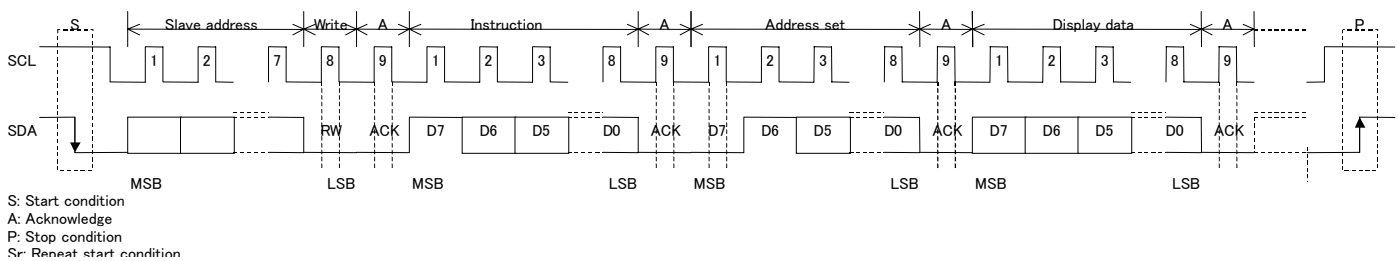 S Slave address Write A Instruction A Address set A Display data A P
SCL 1 2 7 8 9 1 2 3 8 9 1 2 3 8 9 1 2 3 8 9
SDA RW ACK D7 D6 D5 D0 ACK D7 D6 D5 D0 ACK D7 D6 D5 D0 ACK
MSB LSB MSB LSB MSB LSB MSB LSB
S: Start condition
A: Acknowledge
P: Stop condition
Sr: Repeat start condition